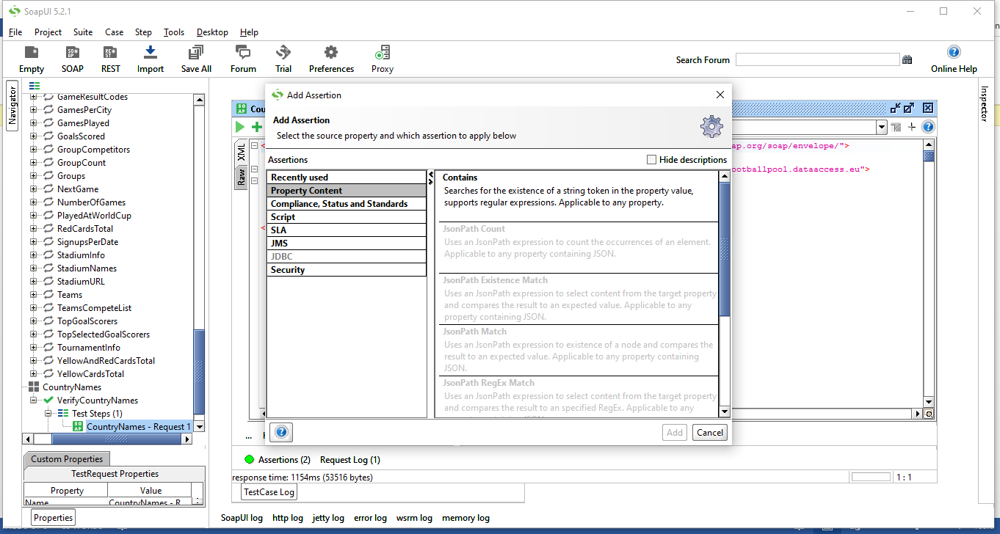 SoapUI 5.2.1
File Project Suite Case Step Tools Desktop Help
Empty SOAP REST Import Save All Forum Trial Preferences Proxy
Search Forum
Online Help
Navigator
GameResultCodes
GamesPerCity
GamesPlayed
GoalsScored
GroupCompetitors
GroupCount
Groups
NextGame
NumberOfGames
PlayedAtWorldCup
RedCardsTotal
SignupsPerDate
StadiumInfo
StadiumNames
StadiumURL
Teams
TeamsCompeteList
TopGoalScorers
TopSelectedGoalScorers
TournamentInfo
YellowAndRedCardsTotal
YellowCardsTotal
CountryNames
VerifyCountryNames
Test Steps (1)
CountryNames - Request 1
Custom Properties
TestRequest Properties
Property Value
Name CountryNames - R
Properties
Cou
XML
Raw
ap.org/soap/envelope/">
ootballpool.dataaccess.eu">
Add Assertion
Add Assertion
Select the source property and which assertion to apply below
Assertions
Hide descriptions
Recently used
Property Content
Compliance, Status and Standards
Script
SLA
JMS
JDBC
Security
Contains
Searches for the existence of a string token in the property value,
supports regular expressions. Applicable to any property.
JsonPath Count
Uses an JsonPath expression to count the occurrences of an element.
Applicable to any property containing JSON.
JsonPath Existence Match
Uses an JsonPath expression to select content from the target property
and compares the result to an expected value. Applicable to any
property containing JSON.
JsonPath Match
Uses an JsonPath expression to existence of a node and compares the
result to an expected value. Applicable to any property containing
JSON.
JsonPath RegEx Match
Uses an JsonPath expression to select content from the target property
and compares the result to an specified RegEx. Applicable to any
Add
Cancel
...
Assertions (2) Request Log (1)
response time: 1154ms (53516 bytes)
1 : 1
TestCase Log
SoapUI log http log jetty log error log wsrm log memory log
Inspector